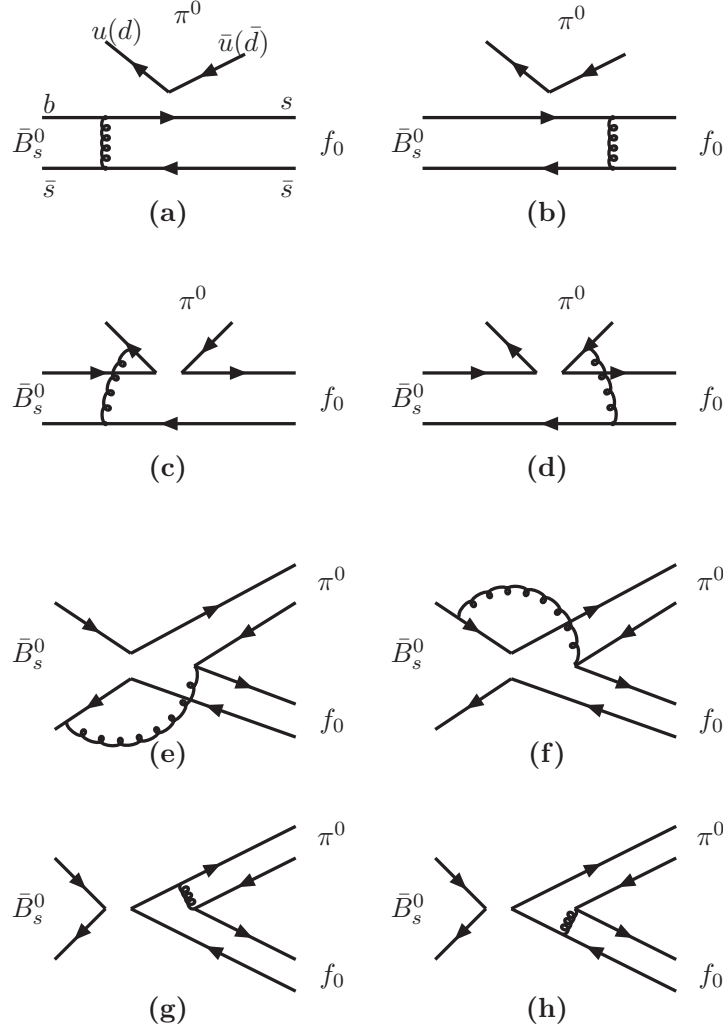 π⁰ π⁰
u(d) ū(d̄)
b s
B̄⁰ₛ f₀ B̄⁰ₛ f₀
s̄ s̄
(a) (b)
π⁰ π⁰
B̄⁰ₛ f₀ B̄⁰ₛ f₀
(c) (d)
π⁰ π⁰
B̄⁰ₛ B̄⁰ₛ
f₀ f₀
(e) (f)
π⁰ π⁰
B̄⁰ₛ B̄⁰ₛ
f₀ f₀
(g) (h)